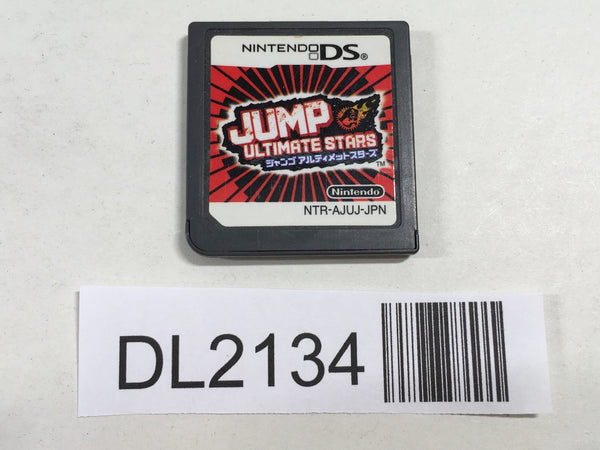 NINTENDO DS®
JUMP
ULTIMATE STARS
ジャンプ アルティメットスターズ
™
Nintendo
NTR-AJUJ-JPN
DL2134